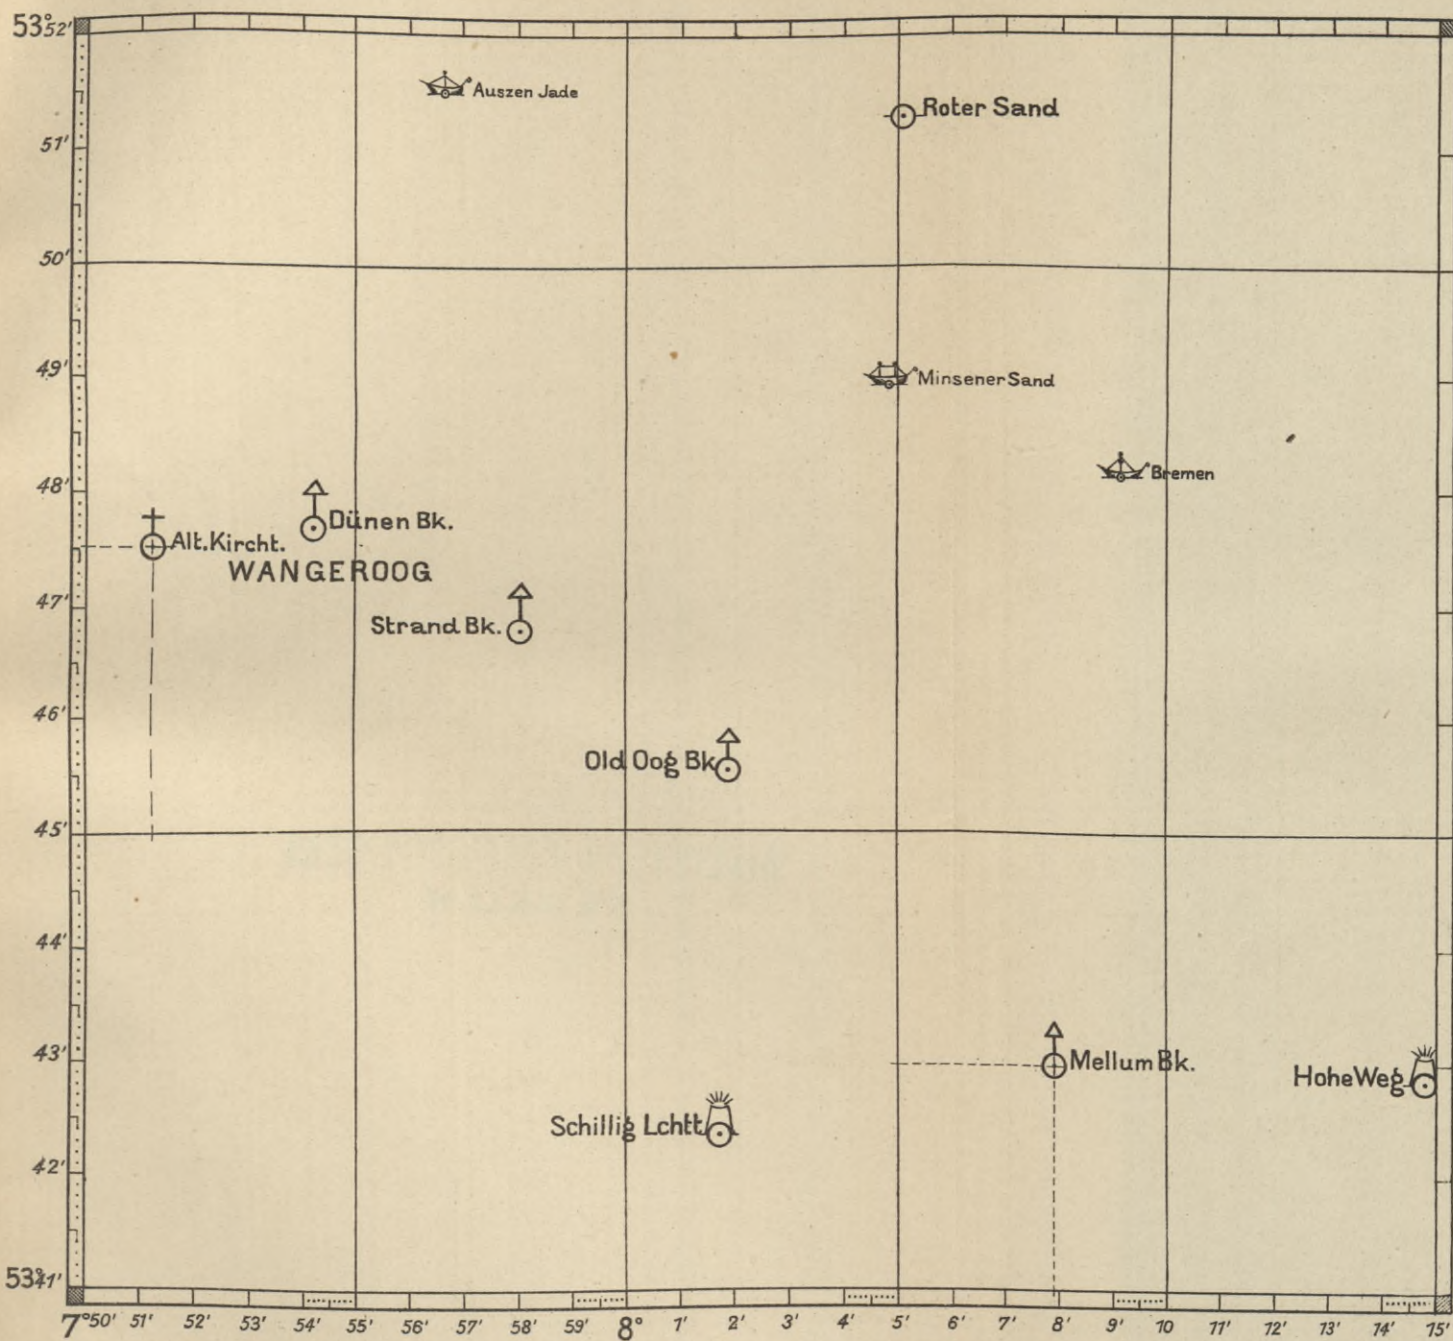 53° 52'
Auszen Jade
Roter Sand
51'
50'
49'
Minsener Sand
Bremen
48'
Dünen Bk.
Alt. Kircht.
WANGEROOG
47'
Strand Bk.
46'
Old Oog Bk
45'
44'
43'
Mellum Bk.
Hohe Weg
Schillig Lchtt.
42'
53° 41'
7° 50' 51' 52' 53' 54' 55' 56' 57' 58' 59' 8° 1' 2' 3' 4' 5' 6' 7' 8' 9' 10 11' 12' 13' 14' 15'